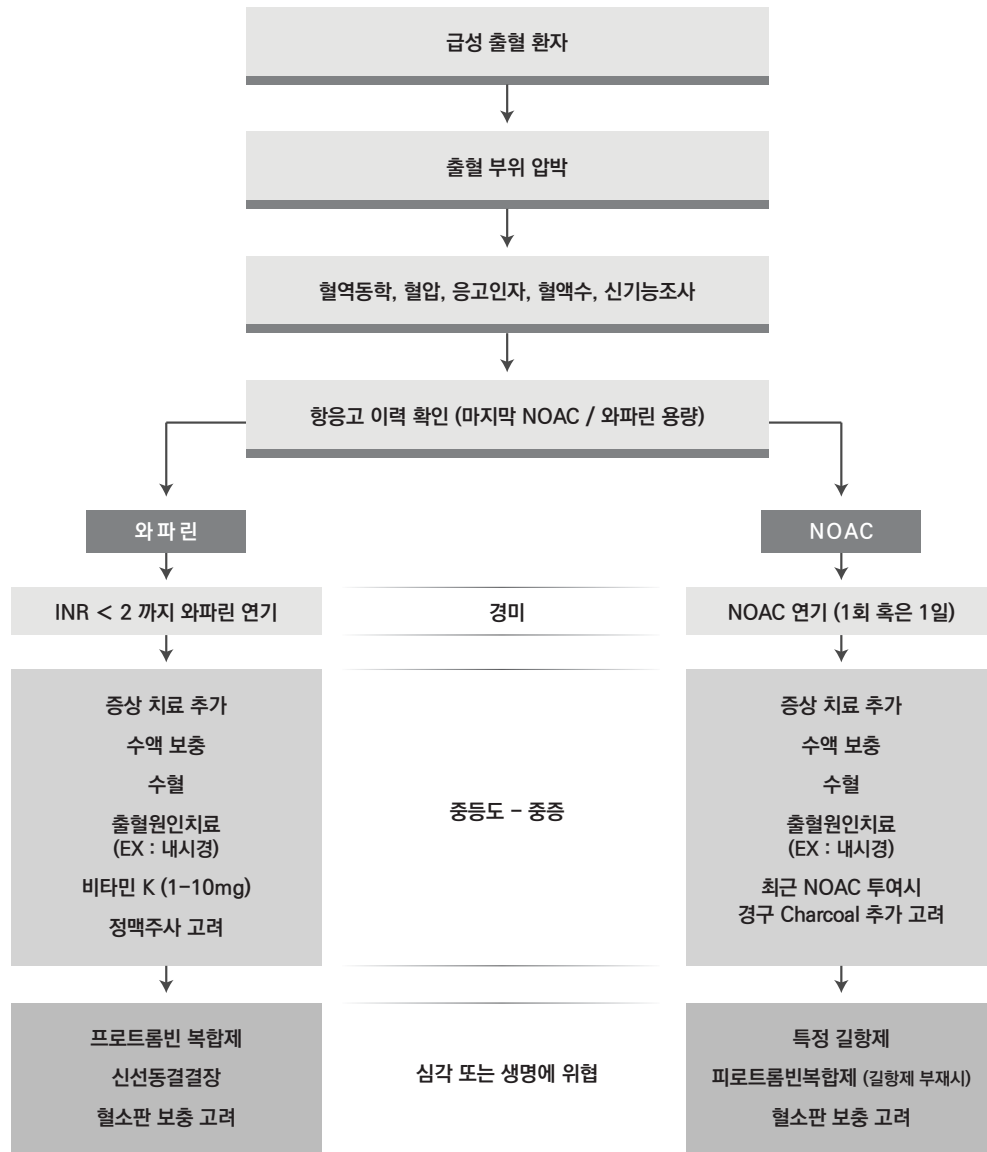 급성 출혈 환자
출혈 부위 압박
혈역동학, 혈압, 응고인자, 혈액수, 신기능조사
항응고 이력 확인 (마지막 NOAC / 와파린 용량)
와파린
NOAC
INR < 2 까지 와파린 연기
경미
NOAC 연기 (1회 혹은 1일)
증상 치료 추가
수액 보충
수혈
출혈원인치료
(EX : 내시경)
비타민 K (1-10mg)
정맥주사 고려
중등도 - 중증
증상 치료 추가
수액 보충
수혈
출혈원인치료
(EX : 내시경)
최근 NOAC 투여시
경구 Charcoal 추가 고려
프로트롬빈 복합제
신선동결결장
혈소판 보충 고려
심각 또는 생명에 위협
특정 길항제
피로트롬빈복합제 (길항제 부재시)
혈소판 보충 고려